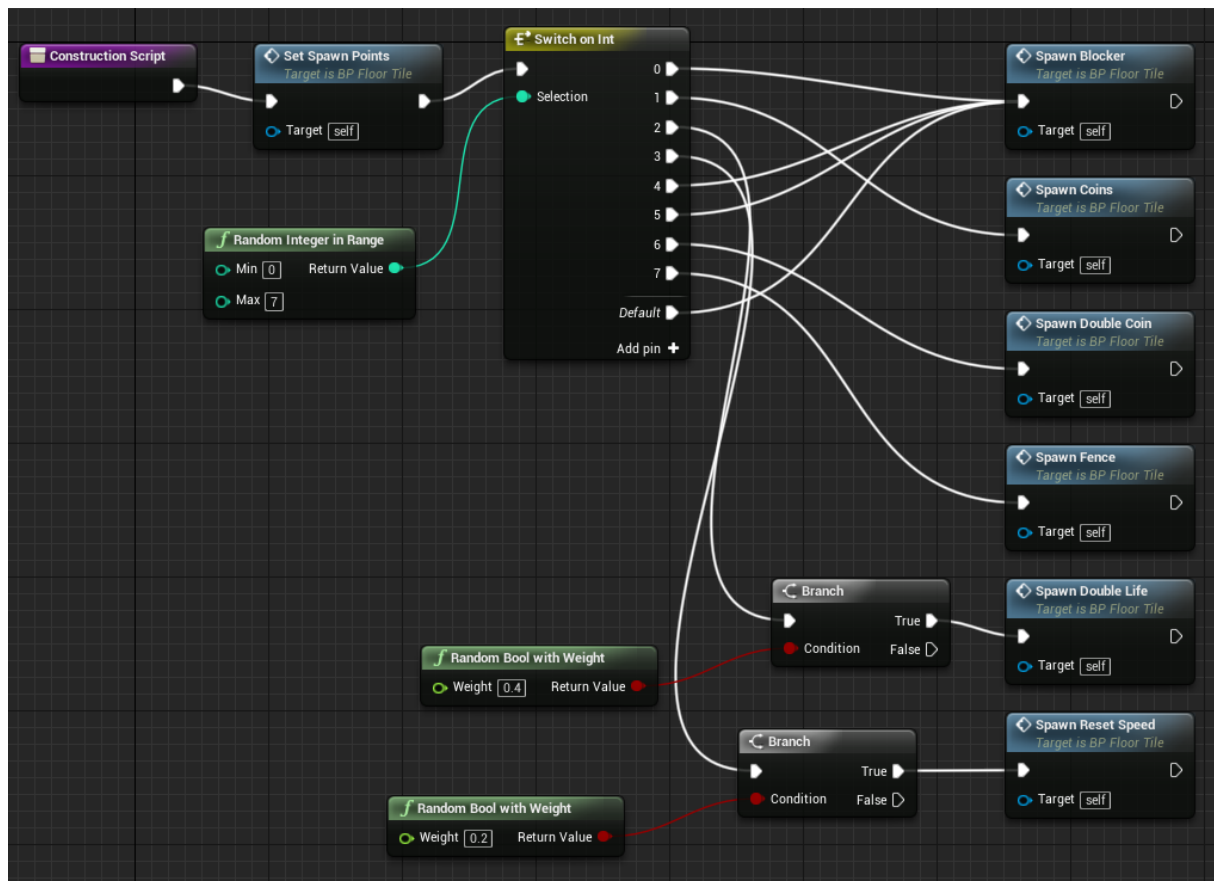 Construction Script
Set Spawn Points
Target is BP Floor Tile
Target self
Random Integer in Range
Min 0 Return Value
Max 7
Switch on Int
0
Selection 1
2
3
4
5
6
7
Default
Add pin +
Spawn Blocker
Target is BP Floor Tile
Target self
Spawn Coins
Target is BP Floor Tile
Target self
Spawn Double Coin
Target is BP Floor Tile
Target self
Spawn Fence
Target is BP Floor Tile
Target self
Branch
True
Condition False
Spawn Double Life
Target is BP Floor Tile
Target self
Random Bool with Weight
Weight 0.4 Return Value
Branch
True
Condition False
Spawn Reset Speed
Target is BP Floor Tile
Target self
Random Bool with Weight
Weight 0.2 Return Value